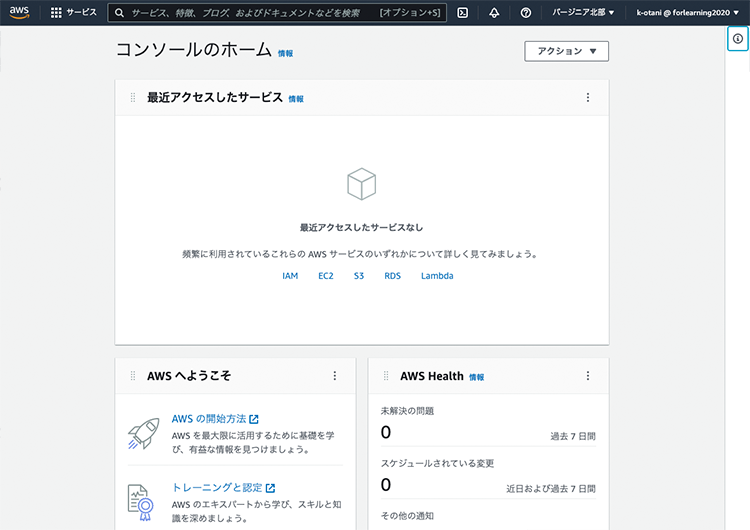 aws サービス サービス、特徴、ブログ、およびドキュメントなどを検索 [オプション+S] バージニア北部 ▼ k-otani @ forlearning2020 ▼
コンソールのホーム 情報
アクション ▼
最近アクセスしたサービス 情報
最近アクセスしたサービスなし
頻繁に利用されているこれらの AWS サービスのいずれかについて詳しく見てみましょう。
IAM EC2 S3 RDS Lambda
AWS へようこそ
AWS の開始方法
AWS を最大限に活用するために基礎を学
び、有益な情報を見つけましょう。
トレーニングと認定
AWS のエキスパートから学び、スキルと知
識を深めましょう。
AWS Health 情報
未解決の問題
0 過去 7 日間
スケジュールされている変更
0 近日および過去 7 日間
その他の通知